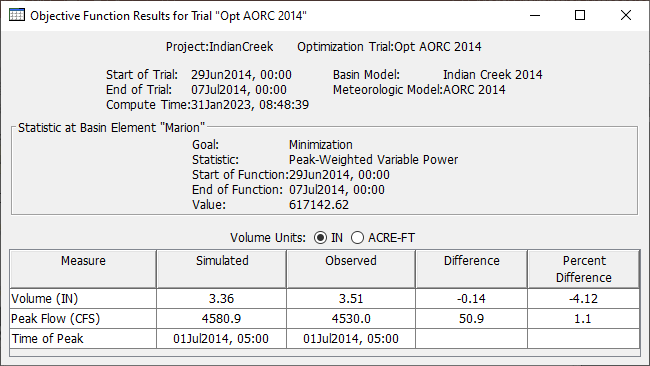 Objective Function Results for Trial "Opt AORC 2014"
Project:IndianCreek Optimization Trial:Opt AORC 2014
Start of Trial: 29Jun2014, 00:00 Basin Model: Indian Creek 2014
End of Trial: 07Jul2014, 00:00 Meteorologic Model:AORC 2014
Compute Time:31Jan2023, 08:48:39
Statistic at Basin Element "Marion"
Goal: Minimization
Statistic: Peak-Weighted Variable Power
Start of Function:29Jun2014, 00:00
End of Function: 07Jul2014, 00:00
Value: 617142.62
Volume Units: IN ACRE-FT
Measure Simulated Observed Difference Percent
Difference
Volume (IN) 3.36 3.51 -0.14 -4.12
Peak Flow (CFS) 4580.9 4530.0 50.9 1.1
Time of Peak 01Jul2014, 05:00 01Jul2014, 05:00